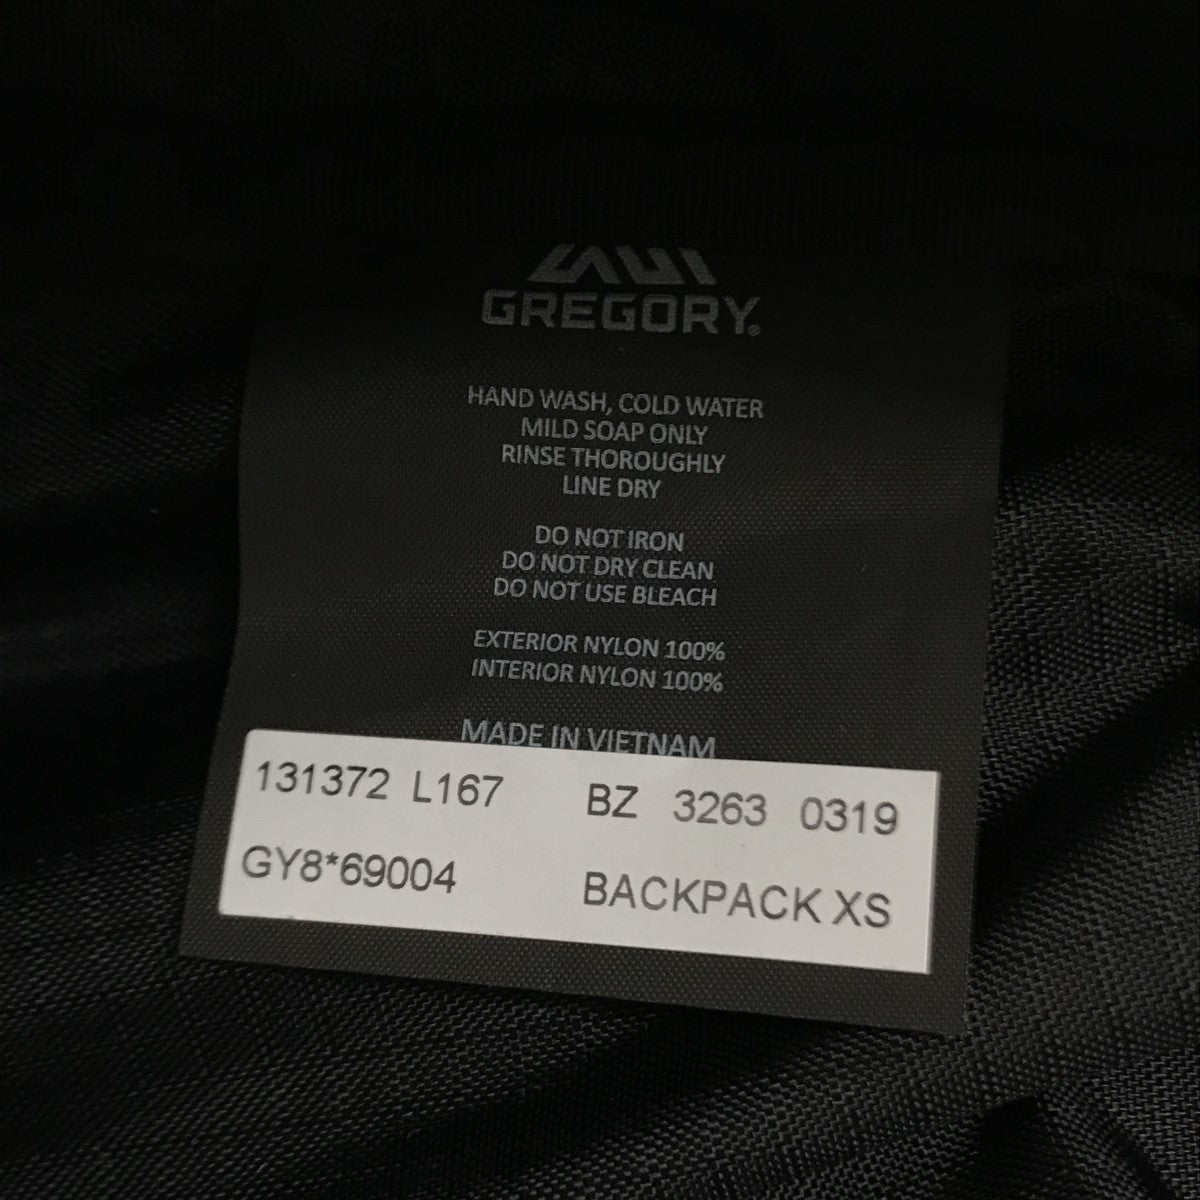 GREGORY®
HAND WASH, COLD WATER
MILD SOAP ONLY
RINSE THOROUGHLY
LINE DRY
DO NOT IRON
DO NOT DRY CLEAN
DO NOT USE BLEACH
EXTERIOR NYLON 100%
INTERIOR NYLON 100%
MADE IN VIETNAM
131372 L167 BZ 3263 0319
GY8*69004 BACKPACK XS